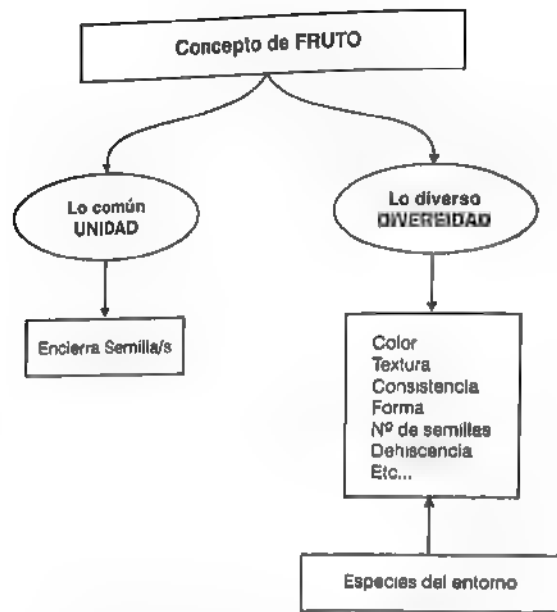 Concepto de FRUTO
Lo común
UNIDAD
Lo diverso
DIVERSIDAD
Encierra Semilla/s
Color
Textura
Consistencia
Forma
Nº de semillas
Dehiscencia
Etc...
Especies del entorno